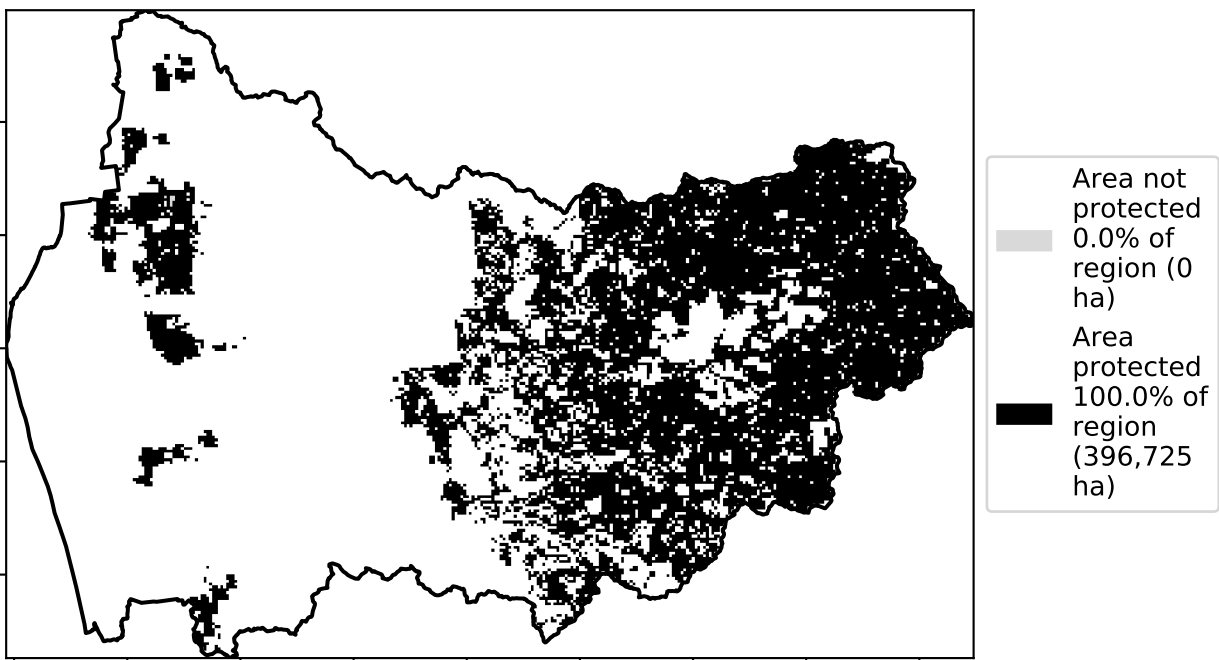 Area not
protected
0.0% of
region (0
ha)
Area
protected
100.0% of
region
(396,725
ha)